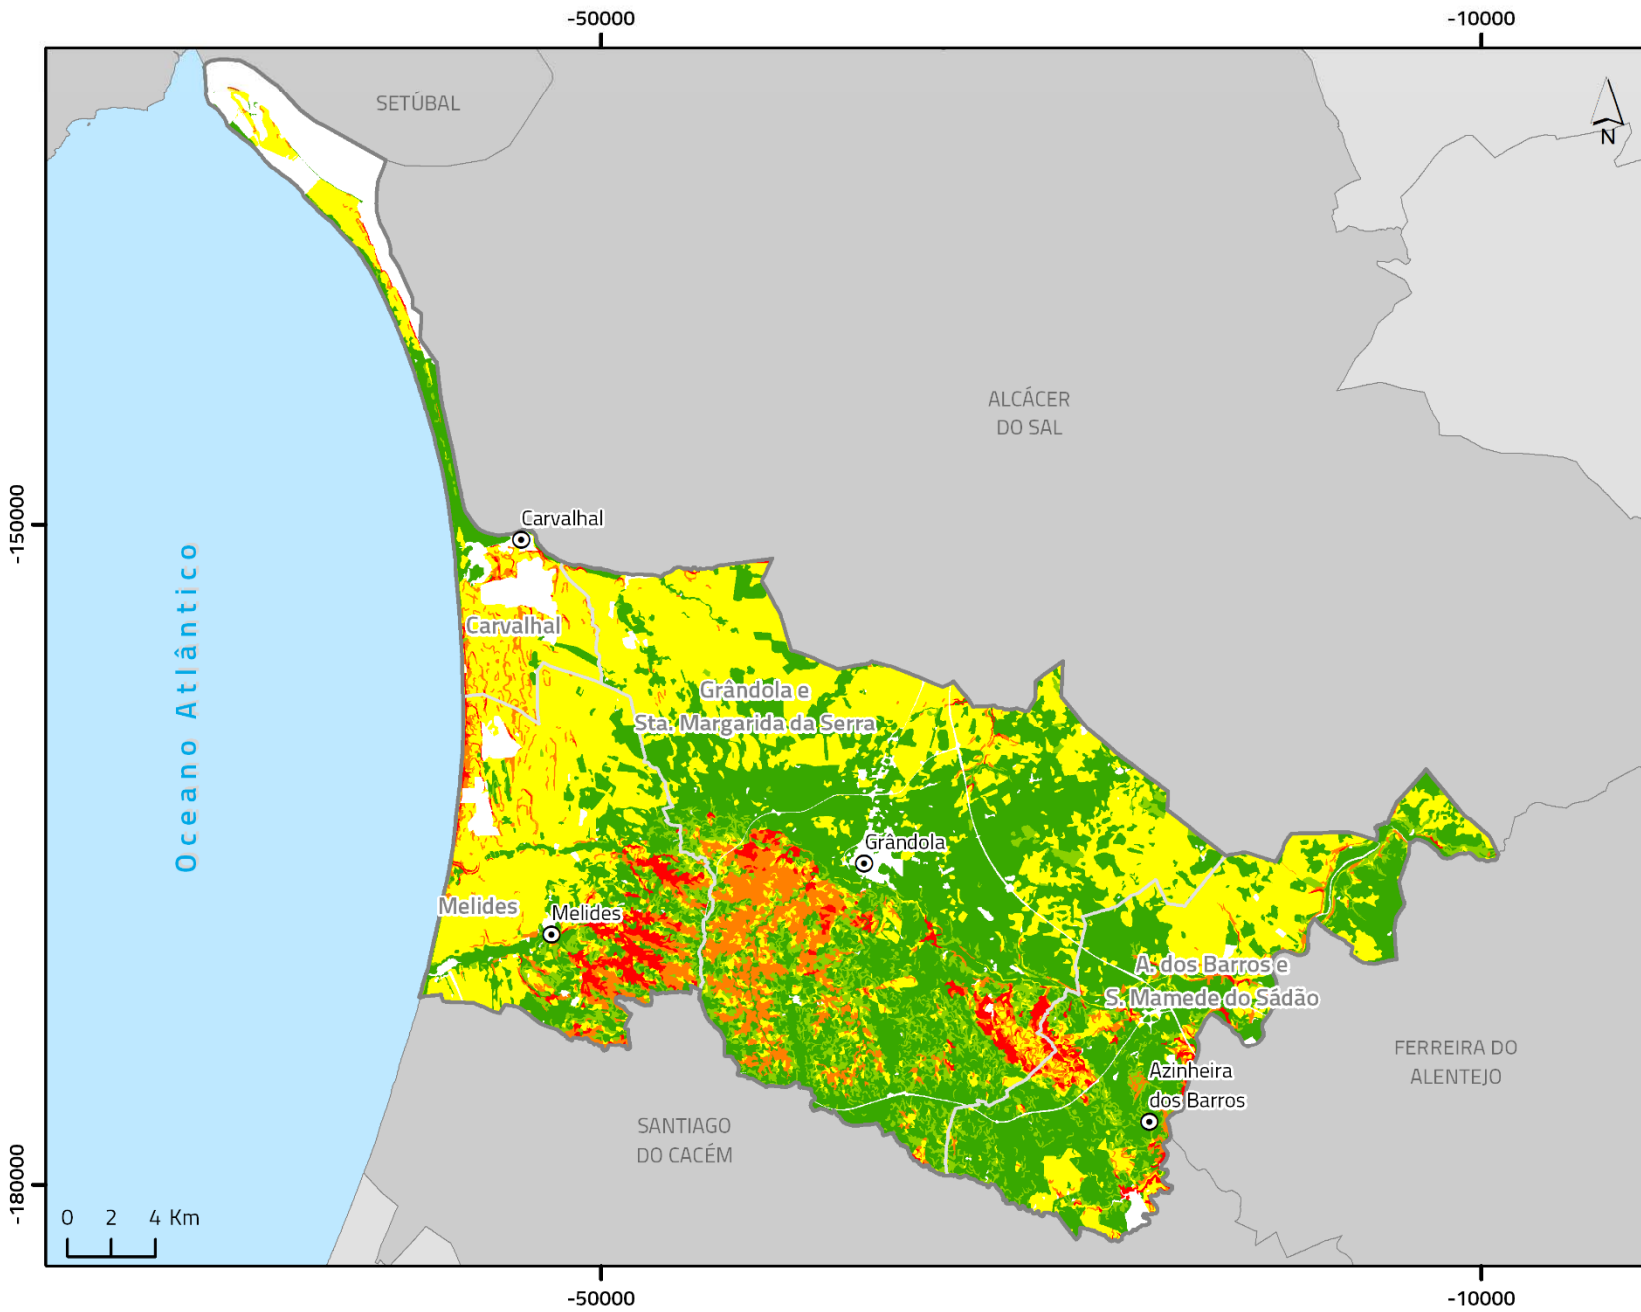 -50000
-10000
SETÚBAL
N
ALCÁCER
DO SAL
-150000
Carvalhal
Oceano Atlântico
Carvalhal
Grândola e
Sta. Margarida da Serra
Grândola
Melides
Melides
A. dos Barros e
S. Mamede do Sádão
FERREIRA DO
ALENTEJO
Azinheira
dos Barros
SANTIAGO
DO CACÉM
-180000
0 2 4 Km
-50000
-10000